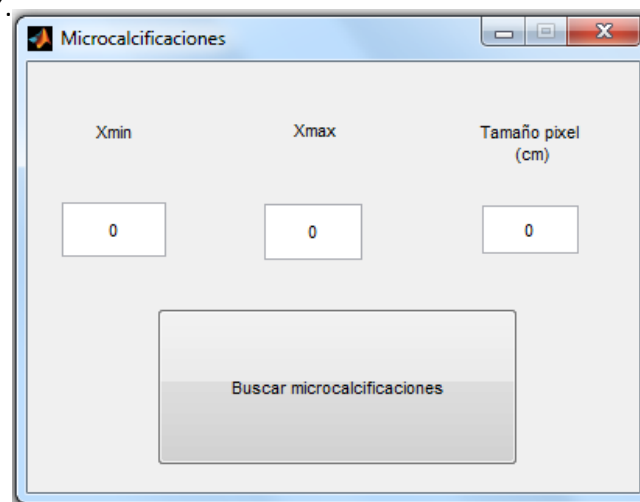 Microcalcificaciones
Xmin Xmax Tamaño pixel
(cm)
0 0 0
Buscar microcalcificaciones